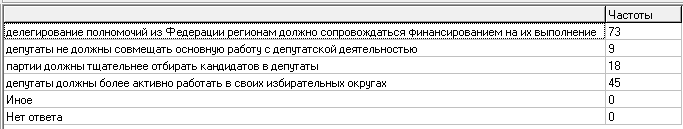 Частоты
делегирование полномочий из Федерации регионам должно сопровождаться финансированием на их выполнение 73
депутаты не должны совмещать основную работу с депутатской деятельностью 9
партии должны тщательнее отбирать кандидатов в депутаты 18
депутаты должны более активно работать в своих избирательных округах 45
Иное 0
Нет ответа 0